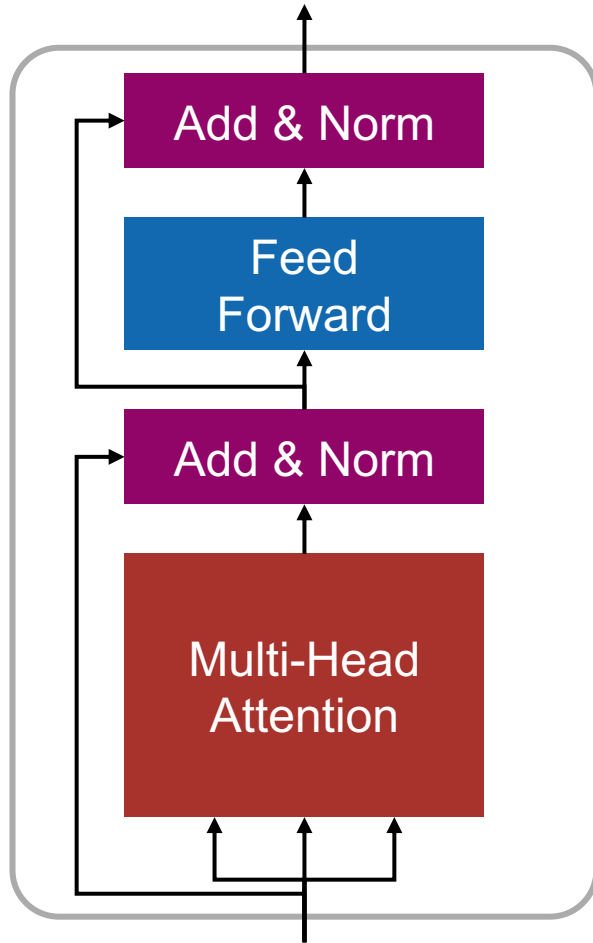 Add & Norm
Feed
Forward
Add & Norm
Multi-Head
Attention